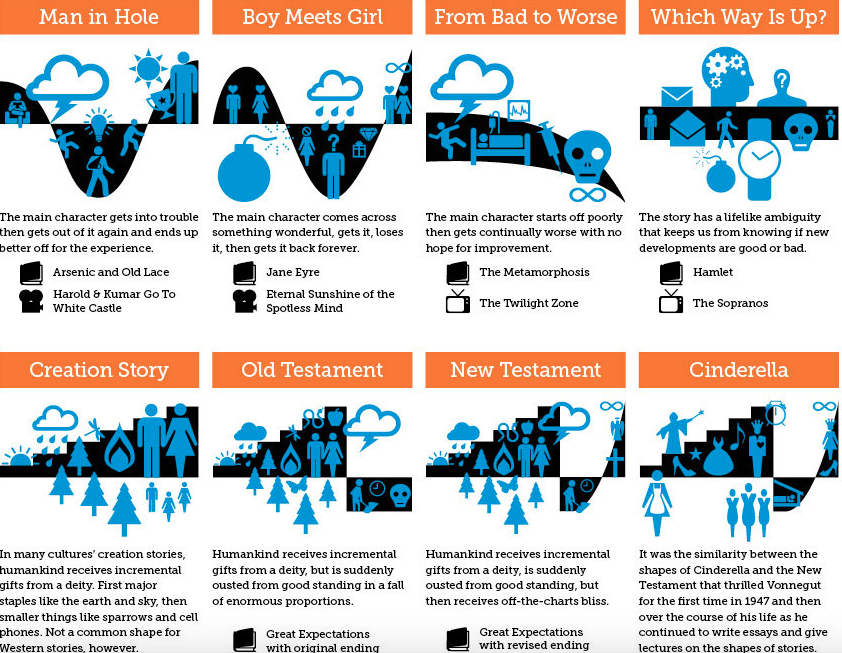 Man in Hole
The main character gets into trouble
then gets out of it again and ends up
better off for the experience.
Arsenic and Old Lace
Harold & Kumar Go To
White Castle
Boy Meets Girl
?
The main character comes across
something wonderful, gets it, loses
it, then gets it back forever.
Jane Eyre
Eternal Sunshine of the
Spotless Mind
From Bad to Worse
The main character starts off poorly
then gets continually worse with no
hope for improvement.
The Metamorphosis
The Twilight Zone
Which Way Is Up?
?
The story has a lifelike ambiguity
that keeps us from knowing if new
developments are good or bad.
Hamlet
The Sopranos
Creation Story
In many cultures’ creation stories,
humankind receives incremental
gifts from a deity. First major
staples like the earth and sky, then
smaller things like sparrows and cell
phones. Not a common shape for
Western stories, however.
Old Testament
Humankind receives incremental
gifts from a deity, but is suddenly
ousted from good standing in a fall
of enormous proportions.
Great Expectations
with original ending
New Testament
Humankind receives incremental
gifts from a deity, is suddenly
ousted from good standing, but
then receives off-the-charts bliss.
Great Expectations
with revised ending
Cinderella
It was the similarity between the
shapes of Cinderella and the New
Testament that thrilled Vonnegut
for the first time in 1947 and then
over the course of his life as he
continued to write essays and give
lectures on the shapes of stories.